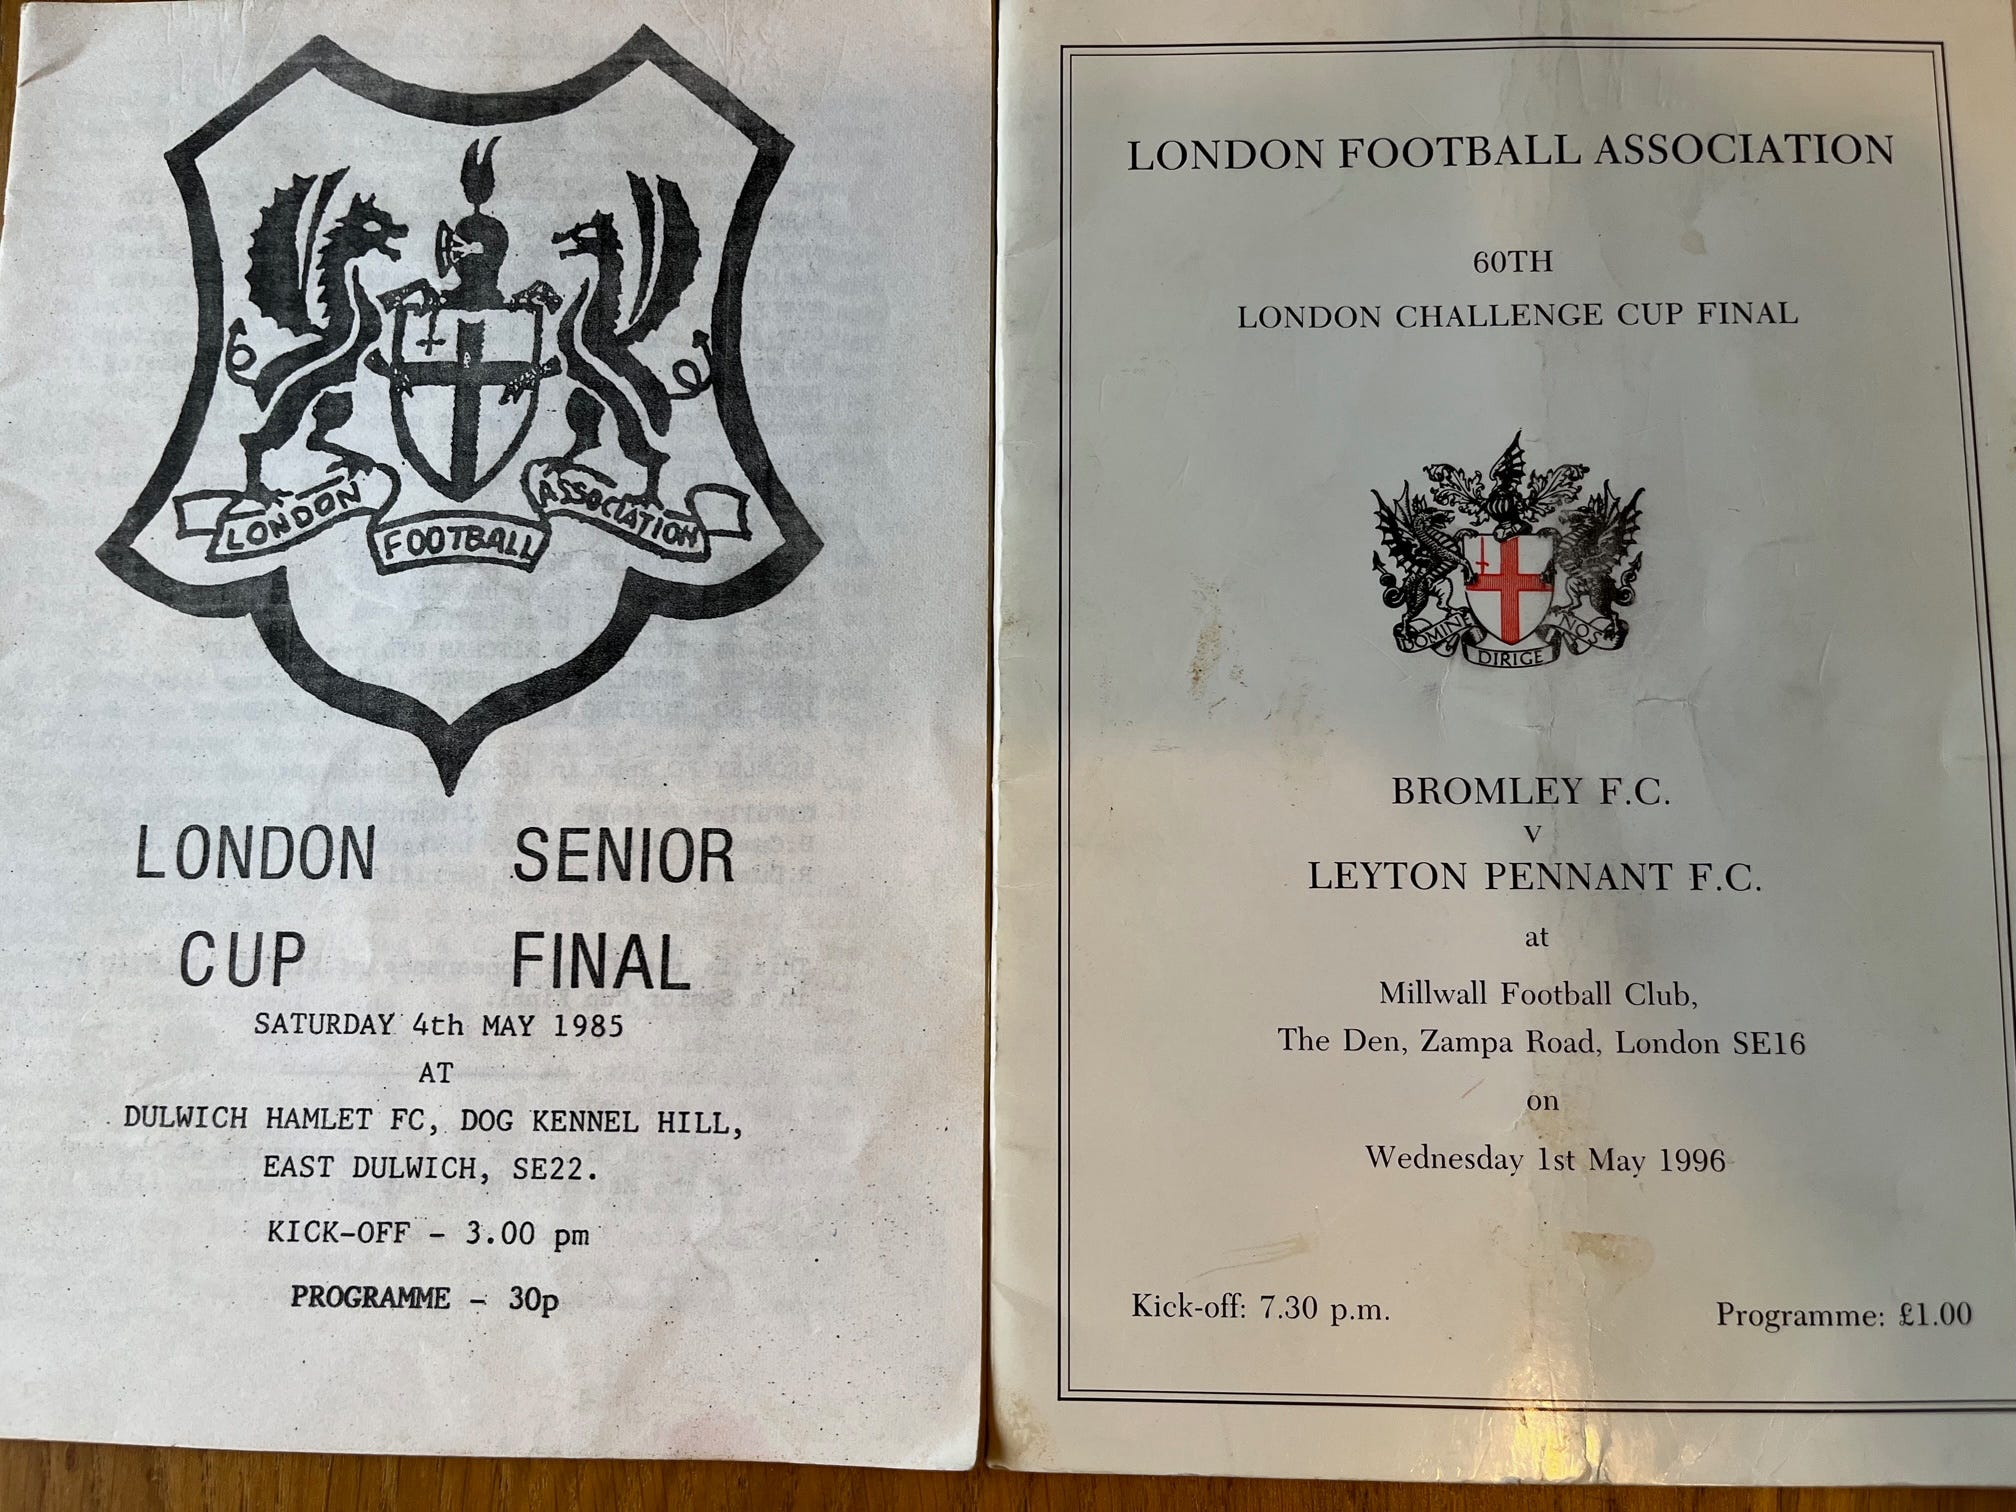 LONDON
FOOTBALL
ASSOCIATION
LONDON SENIOR
CUP FINAL
SATURDAY 4th MAY 1985
AT
DULWICH HAMLET FC, DOG KENNEL HILL,
EAST DULWICH, SE22.
KICK-OFF - 3.00 pm
PROGRAMME - 30p
LONDON FOOTBALL ASSOCIATION
60TH
LONDON CHALLENGE CUP FINAL
DOMINE
DIRIGE
NOS
BROMLEY F.C.
v
LEYTON PENNANT F.C.
at
Millwall Football Club,
The Den, Zampa Road, London SE16
on
Wednesday 1st May 1996
Kick-off: 7.30 p.m.
Programme: £1.00